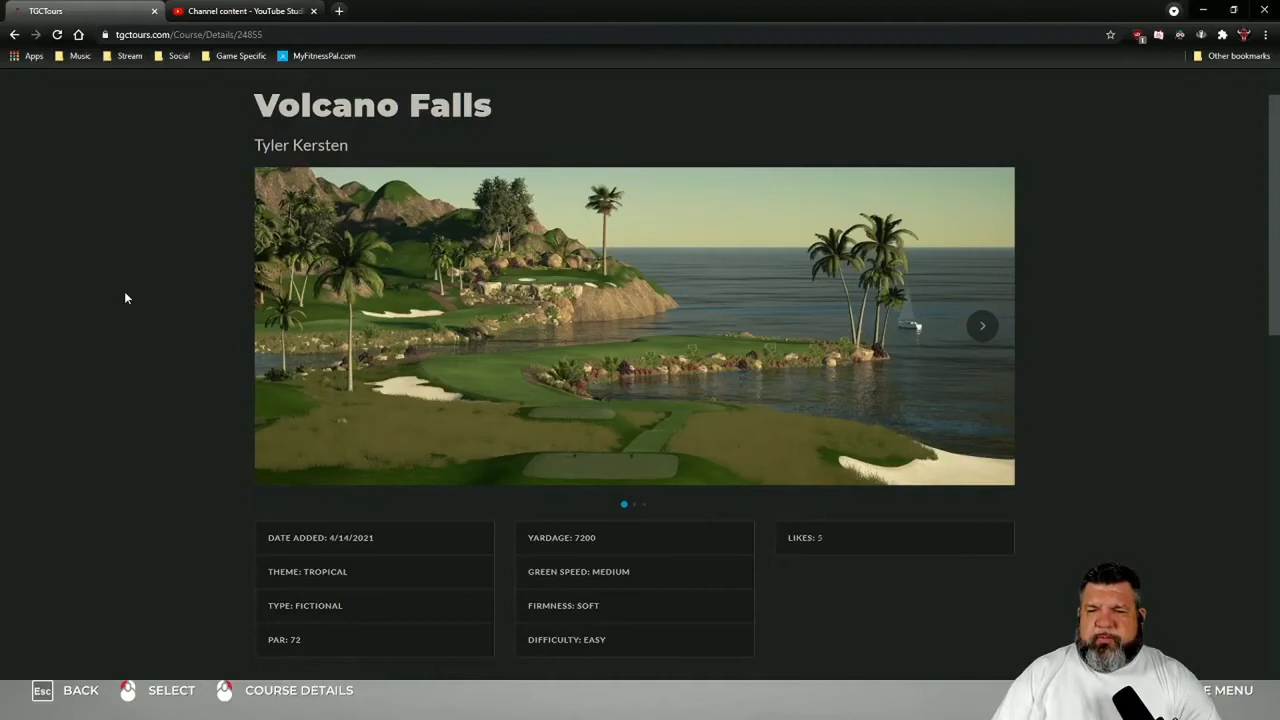 TGCTours
Channel content - YouTube Studi
tgctours.com/Course/Details/24855
Apps Music Stream Social Game Specific MyFitnessPal.com Other bookmarks
Volcano Falls
Tyler Kersten
DATE ADDED: 4/14/2021
THEME: TROPICAL
TYPE: FICTIONAL
PAR: 72
YARDAGE: 7200
GREEN SPEED: MEDIUM
FIRMNESS: SOFT
DIFFICULTY: EASY
LIKES: 5
Esc BACK SELECT COURSE DETAILS E MENU